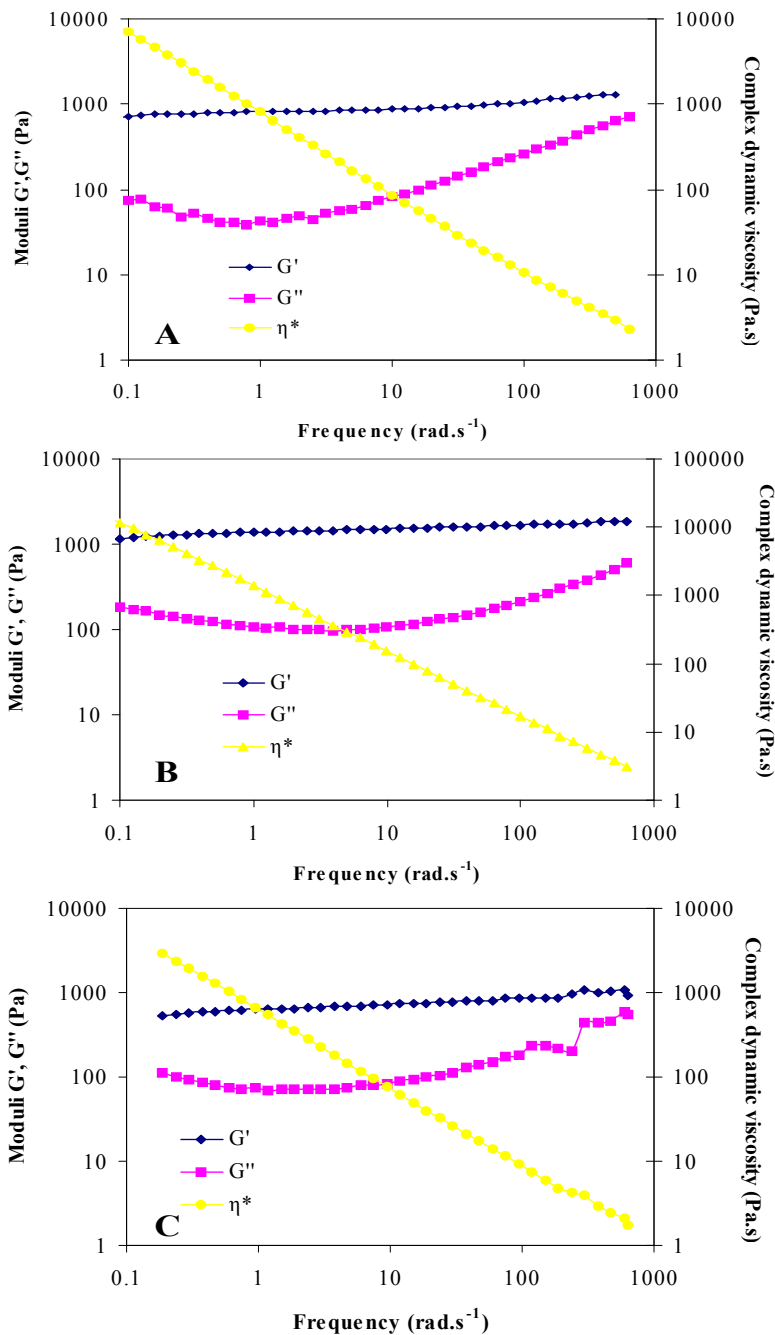 10000
1000
100
10
1
Moduli G',G'' (Pa)
10000
1000
100
10
1
Complex dynamic viscosity (Pa.s)
G'
G''
η*
A
0.1 1 10 100 1000
Frequency (rad.s-1)
10000
1000
100
10
1
Moduli G', G'' (Pa)
100000
10000
1000
100
10
1
Complex dynamic viscosity (Pa.s)
G'
G''
η*
B
0.1 1 10 100 1000
Frequency (rad.s-1)
10000
1000
100
10
1
Moduli G', G'' (Pa)
10000
1000
100
10
1
Complex dynamic viscosity (Pa.s)
G'
G''
η*
C
0.1 1 10 100 1000
Frequency (rad.s-1)